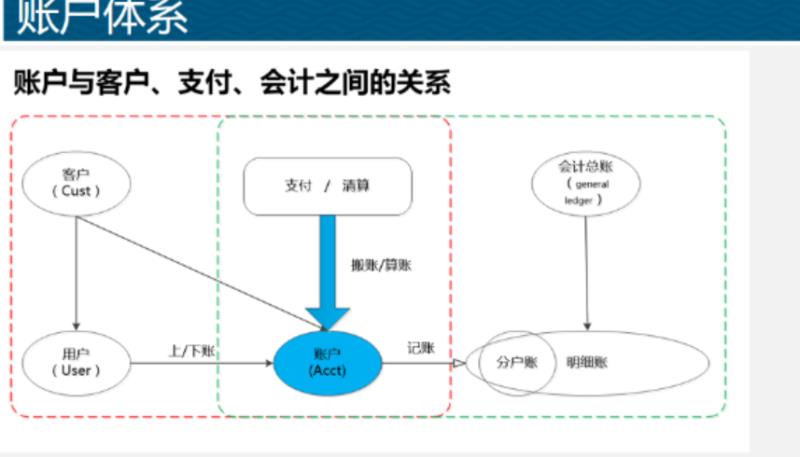 账户体系
账户与客户、支付、会计之间的关系
客户
（Cust）
支付 / 清算
会计总账
（general
ledger）
搬账/算账
用户
（User）
上/下账
账户
(Acct)
记账
分户账
明细账